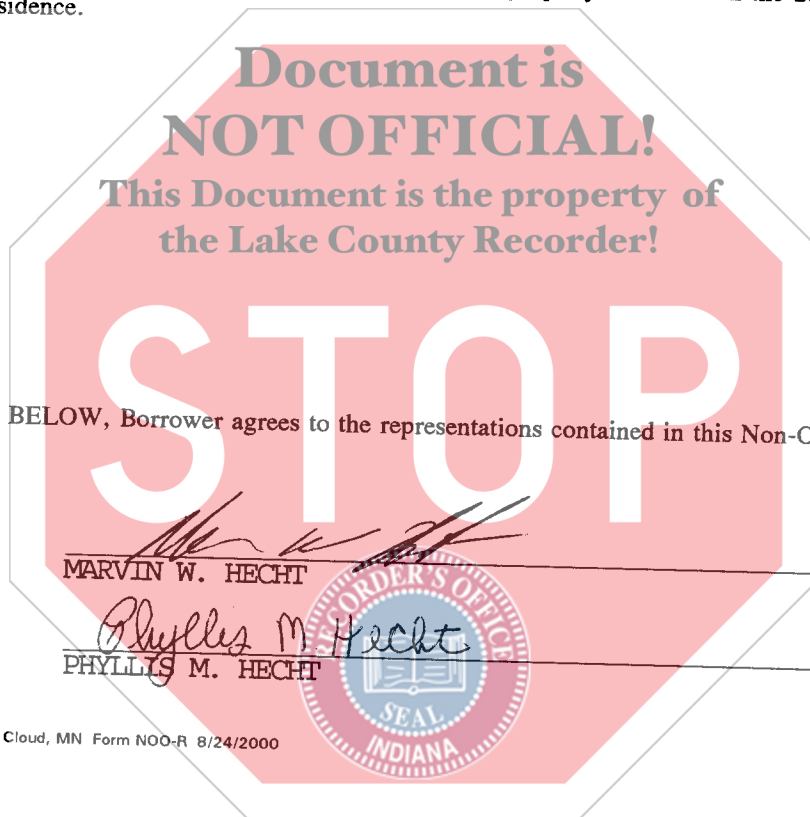 sidence.
Document is
NOT OFFICIAL!
This Document is the property of
the Lake County Recorder!
STOP
BELOW, Borrower agrees to the representations contained in this Non-O
MARVIN W. HECHT
Phyllis M Hecht
PHYLLIS M. HECHT
RECORDER'S OFFICE
SEAL
INDIANA
Cloud, MN Form NOO-R 8/24/2000